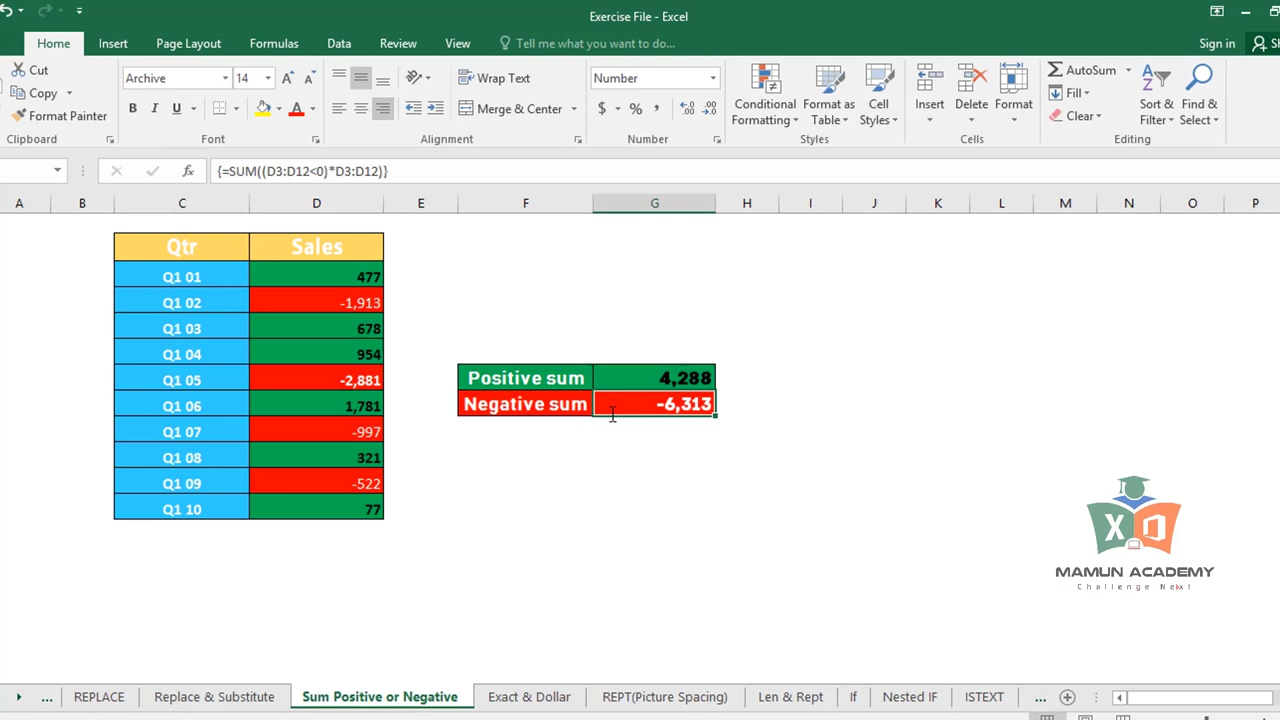 Exercise File - Excel
Home Insert Page Layout Formulas Data Review View Tell me what you want to do... Sign in
Cut
Copy
Format Painter
Clipboard
Archive 14
B I U A
Font
Wrap Text
Merge & Center
Alignment
Number
$ % ,
Number
Conditional Formatting
Format as Table
Cell Styles
Styles
Insert Delete Format
Cells
AutoSum
Fill
Clear
Sort & Filter
Find & Select
Editing
fx {=SUM((D3:D12<0)*D3:D12)}
A B C D E F G H I J K L M N O P
Qtr Sales
Q1 01 477
Q1 02 -1,913
Q1 03 678
Q1 04 954
Q1 05 -2,881
Q1 06 1,781
Q1 07 -997
Q1 08 321
Q1 09 -522
Q1 10 77
Positive sum 4,288
Negative sum -6,313
X
MAMUN ACADEMY
Challenge Next
... REPLACE Replace & Substitute Sum Positive or Negative Exact & Dollar REPT(Picture Spacing) Len & Rept If Nested IF ISTEXT ...